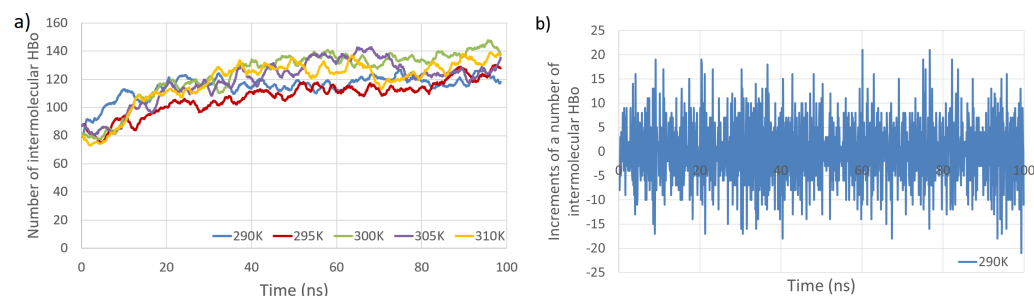 a)
Number of intermolecular HBo
160
140
120
100
80
60
40
20
0
290K 295K 300K 305K 310K
0 20 40 60 80 100
Time (ns)
b)
Increments of a number of
intermolecular HBo
25
20
15
10
5
0
-5
-10
-15
-20
-25
0 20 40 60 80 100
290K
Time (ns)